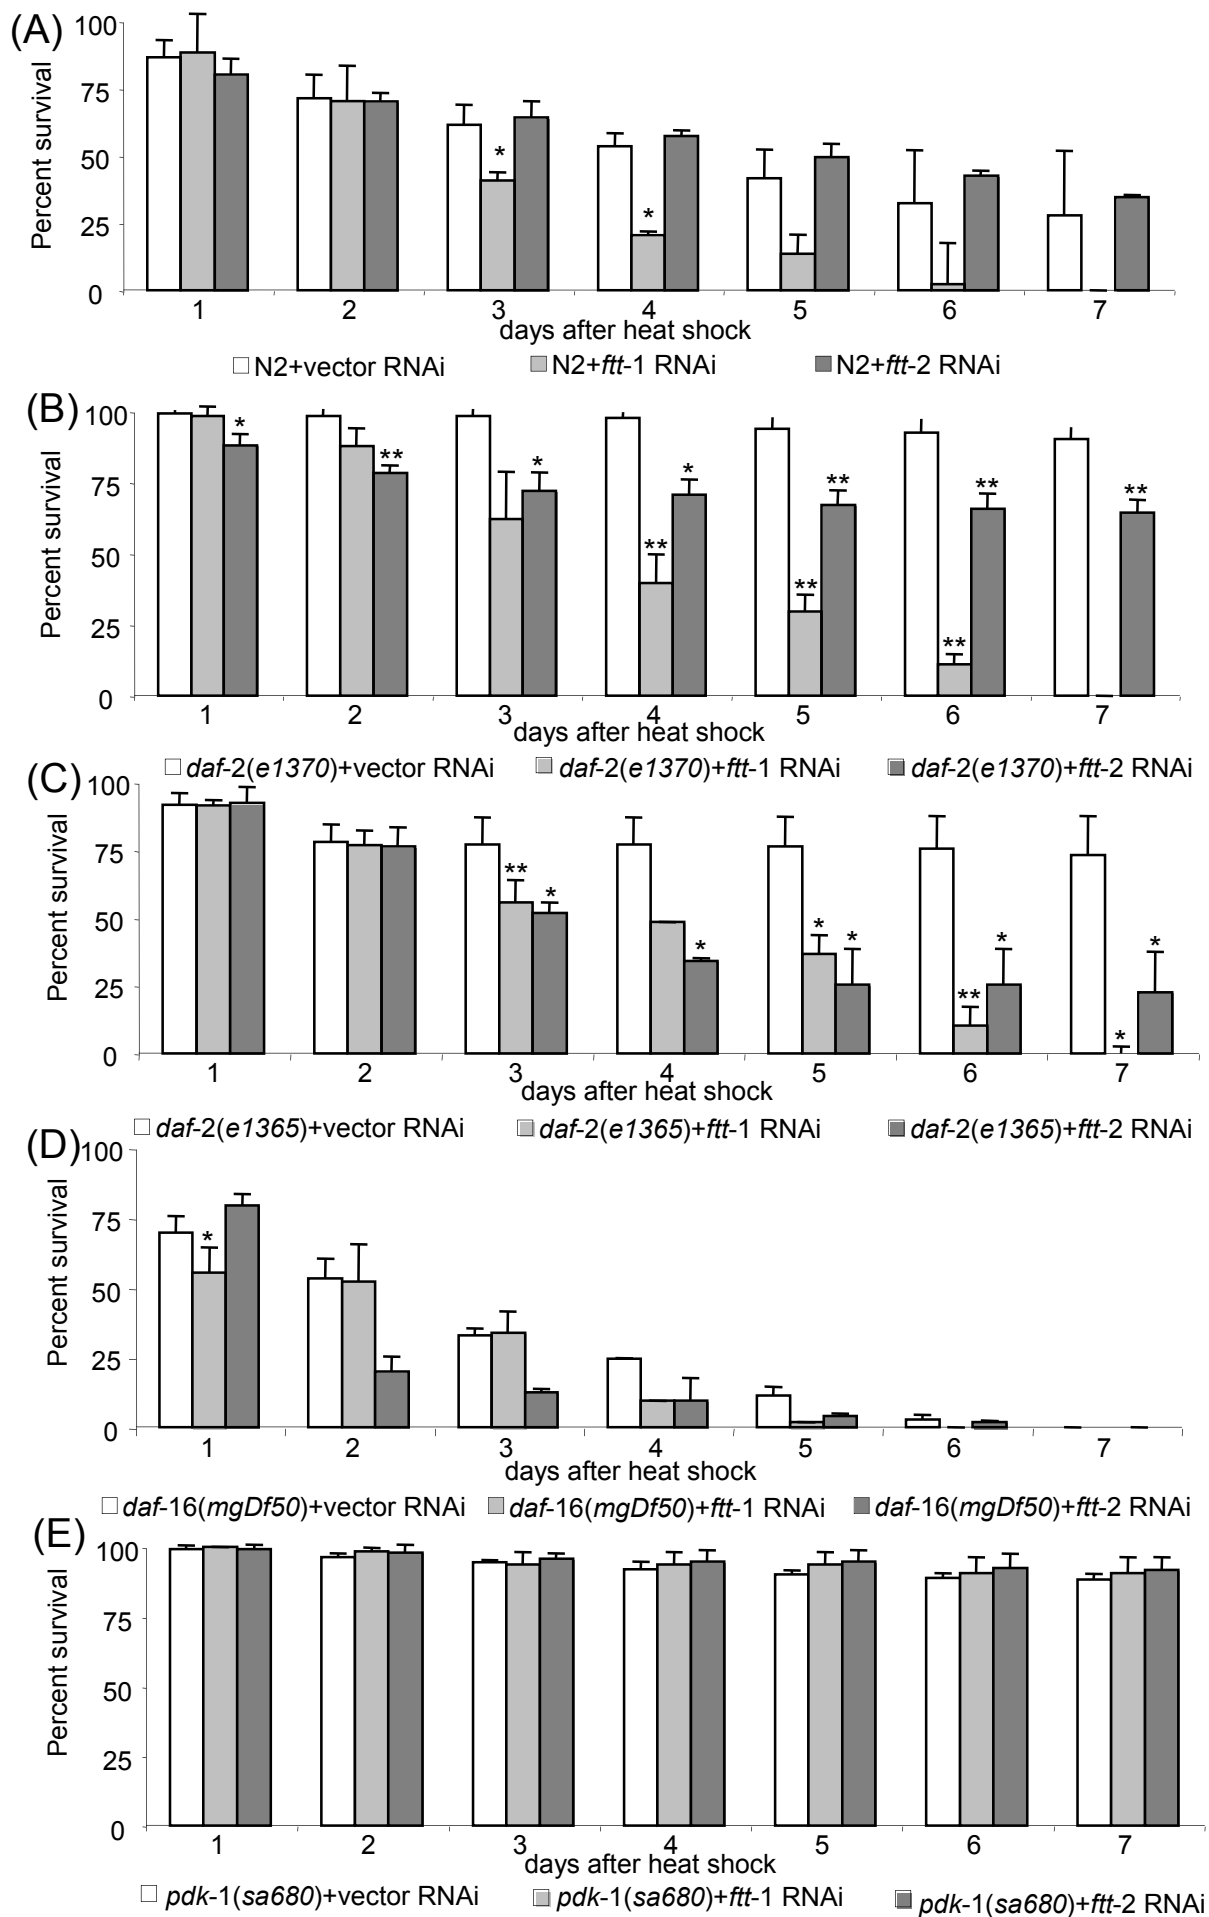 (A)
Percent survival
100
75
50
25
0
* *
1 2 3 4 5 6 7
days after heat shock
N2+vector RNAi N2+ftt-1 RNAi N2+ftt-2 RNAi
(B)
Percent survival
100
75
50
25
0
* ** * ** * ** ** ** ** **
1 2 3 4 5 6 7
days after heat shock
daf-2(e1370)+vector RNAi daf-2(e1370)+ftt-1 RNAi daf-2(e1370)+ftt-2 RNAi
(C)
Percent survival
100
75
50
25
0
** * * * * ** * * *
1 2 3 4 5 6 7
days after heat shock
daf-2(e1365)+vector RNAi daf-2(e1365)+ftt-1 RNAi daf-2(e1365)+ftt-2 RNAi
(D)
Percent survival
100
75
50
25
0
*
1 2 3 4 5 6 7
days after heat shock
daf-16(mgDf50)+vector RNAi daf-16(mgDf50)+ftt-1 RNAi daf-16(mgDf50)+ftt-2 RNAi
(E)
Percent survival
100
75
50
25
0
1 2 3 4 5 6 7
days after heat shock
pdk-1(sa680)+vector RNAi pdk-1(sa680)+ftt-1 RNAi pdk-1(sa680)+ftt-2 RNAi